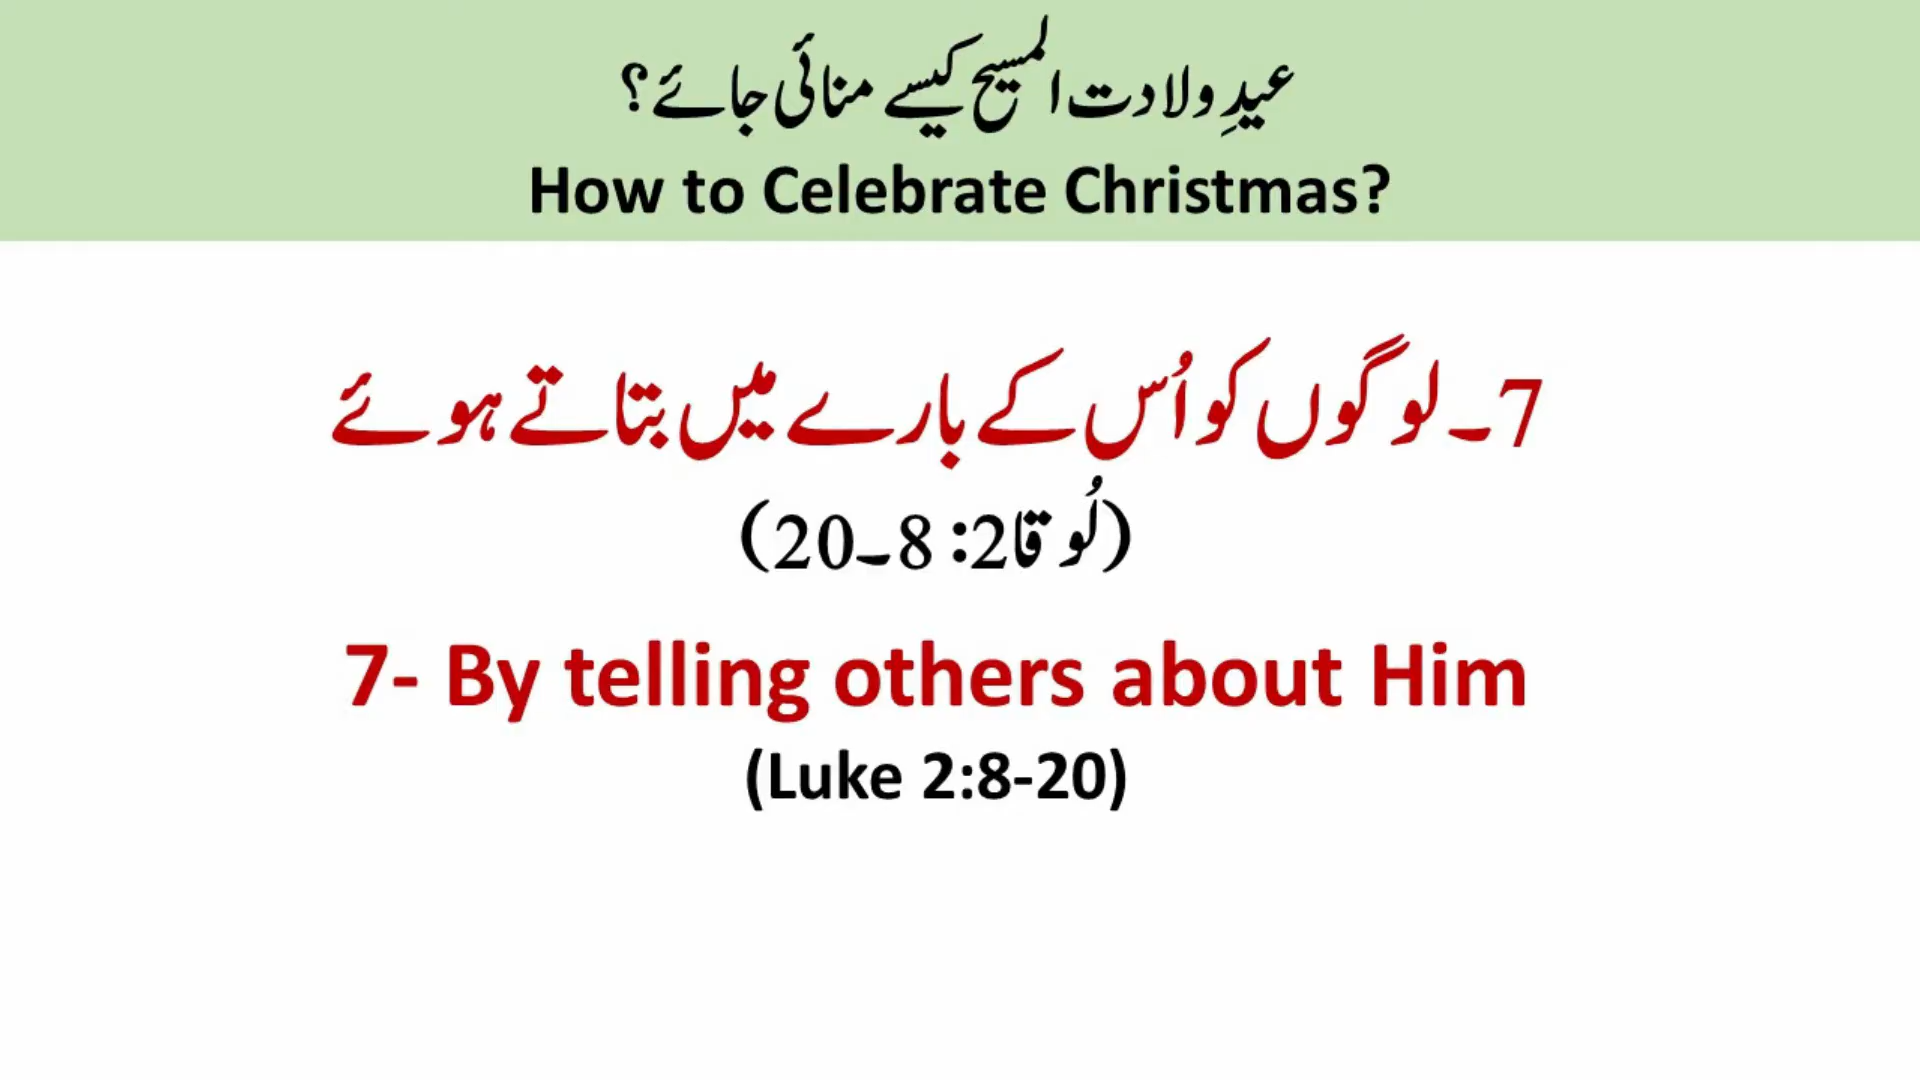 عیدِ ولادت المسیح کیسے منائی جائے؟
How to Celebrate Christmas?
7۔ لوگوں کو اُس کے بارے میں بتاتے ہوئے
(لُوقا 2: 8۔20)
7- By telling others about Him
(Luke 2:8-20)